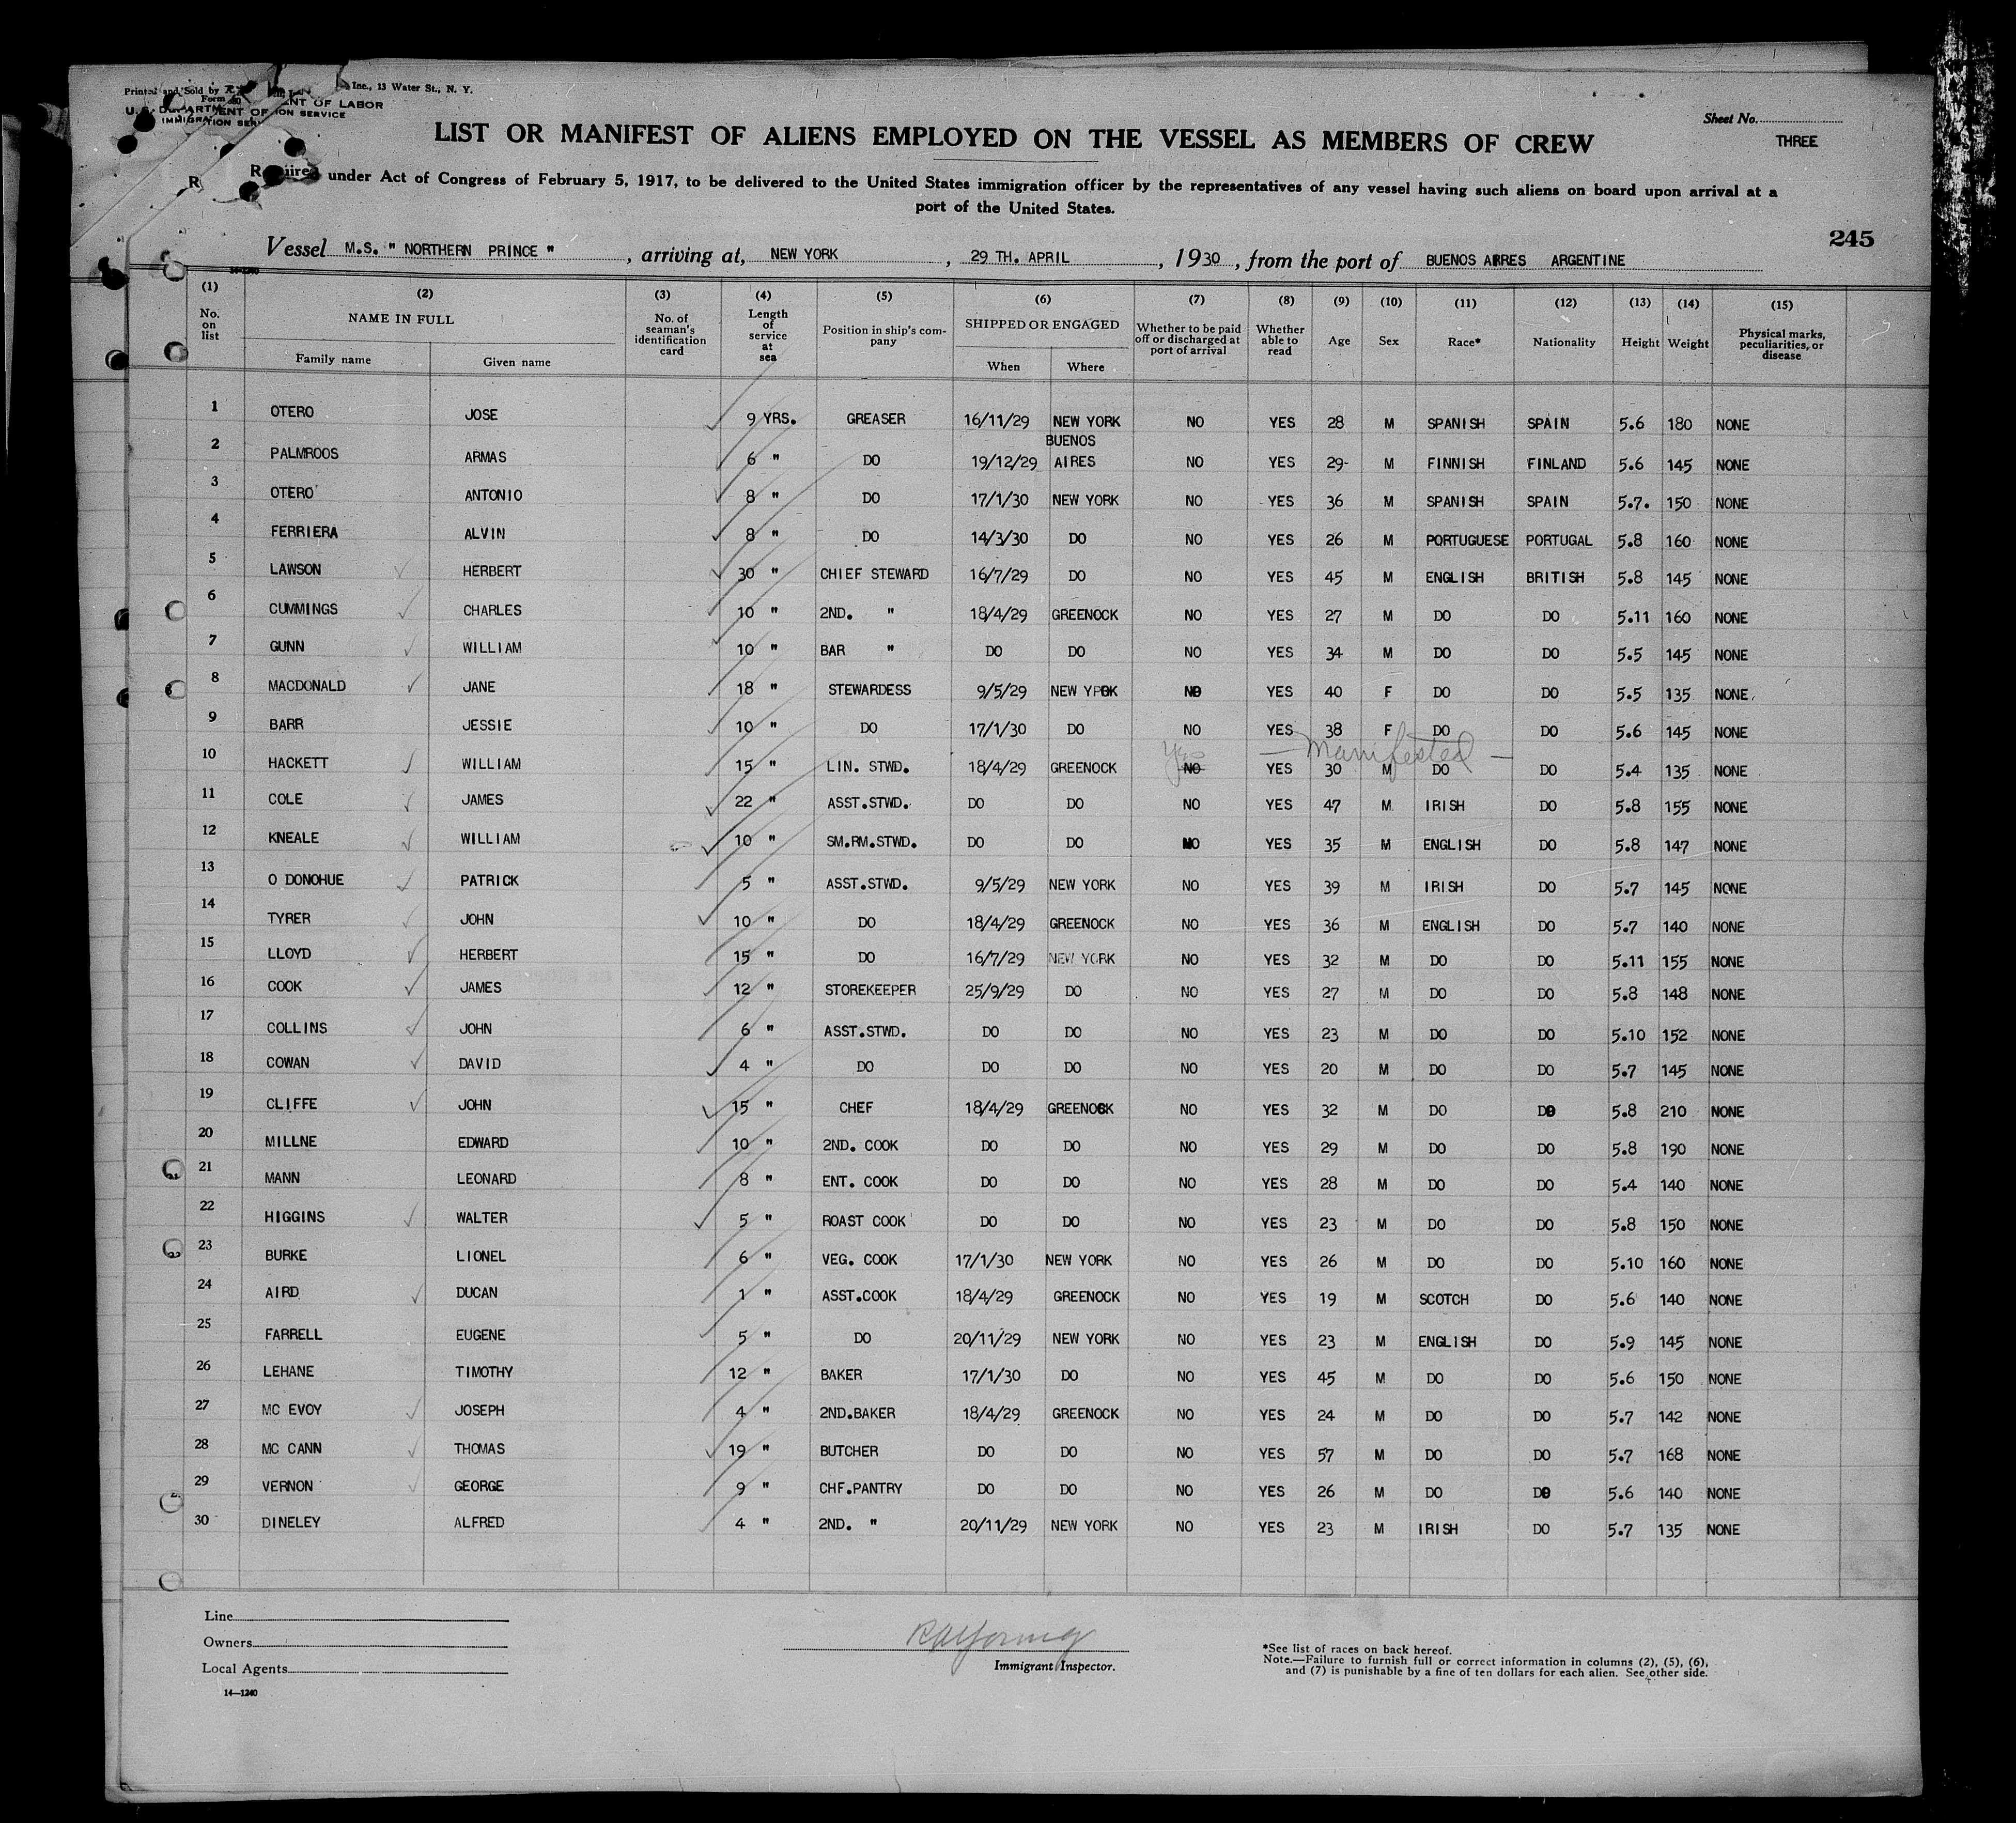 Printed and Sold by Inc., 13 Water St., N. Y.
Form
U. S. DEPARTMENT OF LABOR
IMMIGRATION SERVICE
Sheet No.
THREE
LIST OR MANIFEST OF ALIENS EMPLOYED ON THE VESSEL AS MEMBERS OF CREW
Required under Act of Congress of February 5, 1917, to be delivered to the United States immigration officer by the representatives of any vessel having such aliens on board upon arrival at a
port of the United States.
245
Vessel M.S. " NORTHERN PRINCE " , arriving at, NEW YORK , 29 TH. APRIL , 1930 , from the port of BUENOS AIRES ARGENTINE
14-1240
(1) (2) (3) (4) (5) (6) (7) (8) (9) (10) (11) (12) (13) (14) (15)
No. on list NAME IN FULL Family name Given name No. of seaman's identification card Length of service at sea Position in ship's company SHIPPED OR ENGAGED When Where Whether to be paid off or discharged at port of arrival Whether able to read Age Sex Race* Nationality Height Weight Physical marks, peculiarities, or disease
1 OTERO JOSE 9 YRS. GREASER 16/11/29 NEW YORK NO YES 28 M SPANISH SPAIN 5.6 180 NONE
2 PALMROOS ARMAS 6 " DO 19/12/29 BUENOS AIRES NO YES 29- M FINNISH FINLAND 5.6 145 NONE
3 OTERO ANTONIO 8 " DO 17/1/30 NEW YORK NO YES 36 M SPANISH SPAIN 5.7. 150 NONE
4 FERRIERA ALVIN 8 " DO 14/3/30 DO NO YES 26 M PORTUGUESE PORTUGAL 5.8 160 NONE
5 LAWSON HERBERT 30 " CHIEF STEWARD 16/7/29 DO NO YES 45 M ENGLISH BRITISH 5.8 145 NONE
6 CUMMINGS CHARLES 10 " 2ND. " 18/4/29 GREENOCK NO YES 27 M DO DO 5.11 160 NONE
7 GUNN WILLIAM 10 " BAR " DO DO NO YES 34 M DO DO 5.5 145 NONE
8 MACDONALD JANE 18 " STEWARDESS 9/5/29 NEW YPOK NO YES 40 F DO DO 5.5 135 NONE
9 BARR JESSIE 10 " DO 17/1/30 DO NO YES 38 F DO DO 5.6 145 NONE
Yes — Manifested —
10 HACKETT WILLIAM 15 " LIN. STWD. 18/4/29 GREENOCK NO YES 30 M DO DO 5.4 135 NONE
11 COLE JAMES 22 " ASST.STWD. DO DO NO YES 47 M IRISH DO 5.8 155 NONE
12 KNEALE WILLIAM 10 " SM.RM.STWD. DO DO NO YES 35 M ENGLISH DO 5.8 147 NONE
13 O DONOHUE PATRICK 5 " ASST.STWD. 9/5/29 NEW YORK NO YES 39 M IRISH DO 5.7 145 NONE
14 TYRER JOHN 10 " DO 18/4/29 GREENOCK NO YES 36 M ENGLISH DO 5.7 140 NONE
15 LLOYD HERBERT 15 " DO 16/7/29 NEW YORK NO YES 32 M DO DO 5.11 155 NONE
16 COOK JAMES 12 " STOREKEEPER 25/9/29 DO NO YES 27 M DO DO 5.8 148 NONE
17 COLLINS JOHN 6 " ASST.STWD. DO DO NO YES 23 M DO DO 5.10 152 NONE
18 COWAN DAVID 4 " DO DO DO NO YES 20 M DO DO 5.7 145 NONE
19 CLIFFE JOHN 15 " CHEF 18/4/29 GREENOCK NO YES 32 M DO DO 5.8 210 NONE
20 MILLNE EDWARD 10 " 2ND. COOK DO DO NO YES 29 M DO DO 5.8 190 NONE
21 MANN LEONARD 8 " ENT. COOK DO DO NO YES 28 M DO DO 5.4 140 NONE
22 HIGGINS WALTER 5 " ROAST COOK DO DO NO YES 23 M DO DO 5.8 150 NONE
23 BURKE LIONEL 6 " VEG. COOK 17/1/30 NEW YORK NO YES 26 M DO DO 5.10 160 NONE
24 AIRD DUCAN 1 " ASST.COOK 18/4/29 GREENOCK NO YES 19 M SCOTCH DO 5.6 140 NONE
25 FARRELL EUGENE 5 " DO 20/11/29 NEW YORK NO YES 23 M ENGLISH DO 5.9 145 NONE
26 LEHANE TIMOTHY 12 " BAKER 17/1/30 DO NO YES 45 M DO DO 5.6 150 NONE
27 MC EVOY JOSEPH 4 " 2ND.BAKER 18/4/29 GREENOCK NO YES 24 M DO DO 5.7 142 NONE
28 MC CANN THOMAS 19 " BUTCHER DO DO NO YES 57 M DO DO 5.7 168 NONE
29 VERNON GEORGE 9 " CHF.PANTRY DO DO NO YES 26 M DO DO 5.6 140 NONE
30 DINELEY ALFRED 4 " 2ND. " 20/11/29 NEW YORK NO YES 23 M IRISH DO 5.7 135 NONE
Line
Owners
Local Agents
14—1240
Immigrant Inspector.
*See list of races on back hereof.
Note.—Failure to furnish full or correct information in columns (2), (5), (6),
and (7) is punishable by a fine of ten dollars for each alien. See other side.